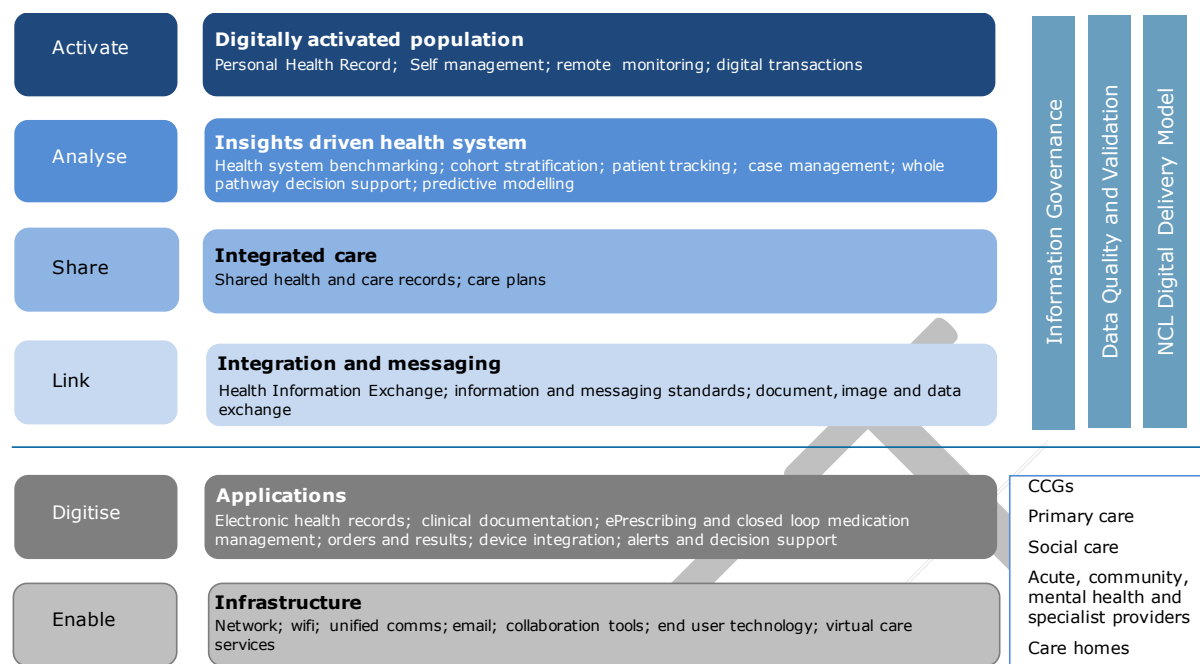 Activate
Digitally activated population
Personal Health Record; Self management; remote monitoring; digital transactions
Analyse
Insights driven health system
Health system benchmarking; cohort stratification; patient tracking; case management; whole
pathway decision support; predictive modelling
Share
Integrated care
Shared health and care records; care plans
Link
Integration and messaging
Health Information Exchange; information and messaging standards; document, image and data
exchange
Information Governance
Data Quality and Validation
NCL Digital Delivery Model
Digitise
Applications
Electronic health records; clinical documentation; ePrescribing and closed loop medication
management; orders and results; device integration; alerts and decision support
Enable
Infrastructure
Network; wifi; unified comms; email; collaboration tools; end user technology; virtual care
services
CCGs
Primary care
Social care
Acute, community,
mental health and
specialist providers
Care homes